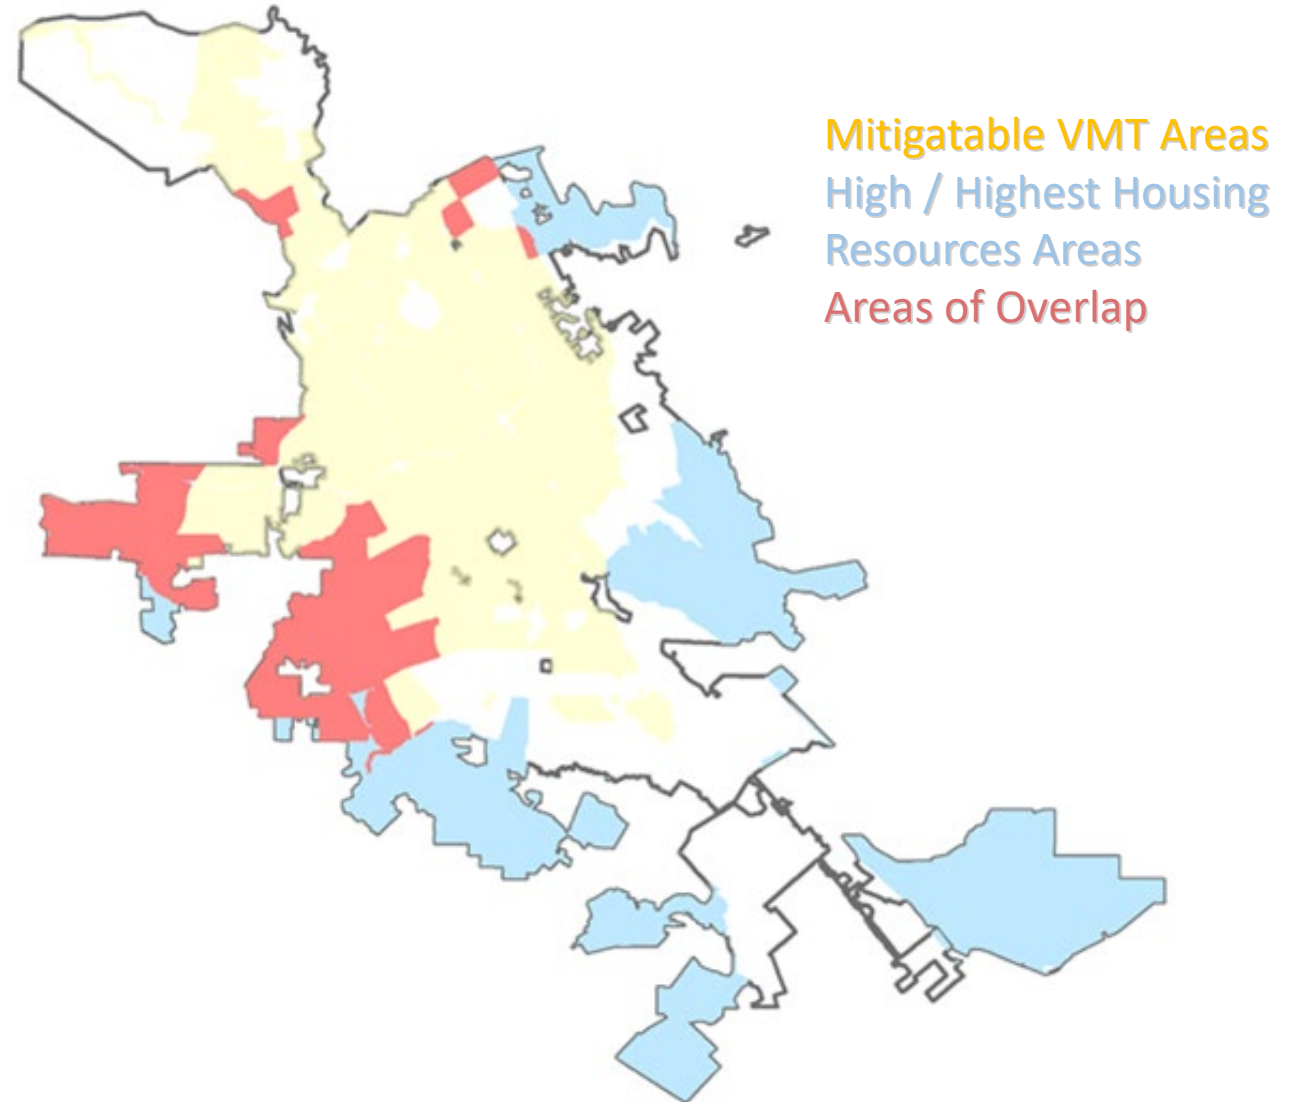 Mitigatable VMT Areas
High / Highest Housing
Resources Areas
Areas of Overlap